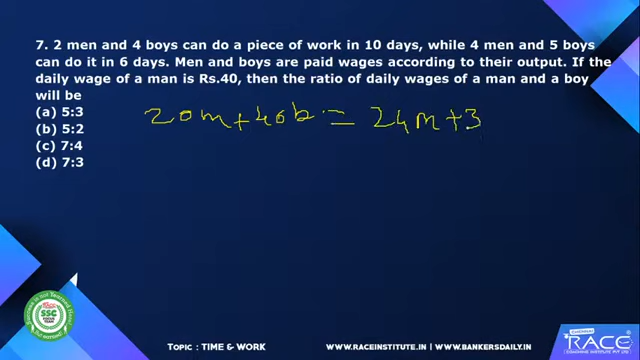 7. 2 men and 4 boys can do a piece of work in 10 days, while 4 men and 5 boys
can do it in 6 days. Men and boys are paid wages according to their output. If the
daily wage of a man is Rs.40, then the ratio of daily wages of a man and a boy
will be
(a) 5:3
(b) 5:2
(c) 7:4
(d) 7:3
20m+40b = 24m+3
SSC
TOPIC : TIME & WORK
WWW.RACEINSTITUTE.IN | WWW.BANKERSDAILY.IN
RACE